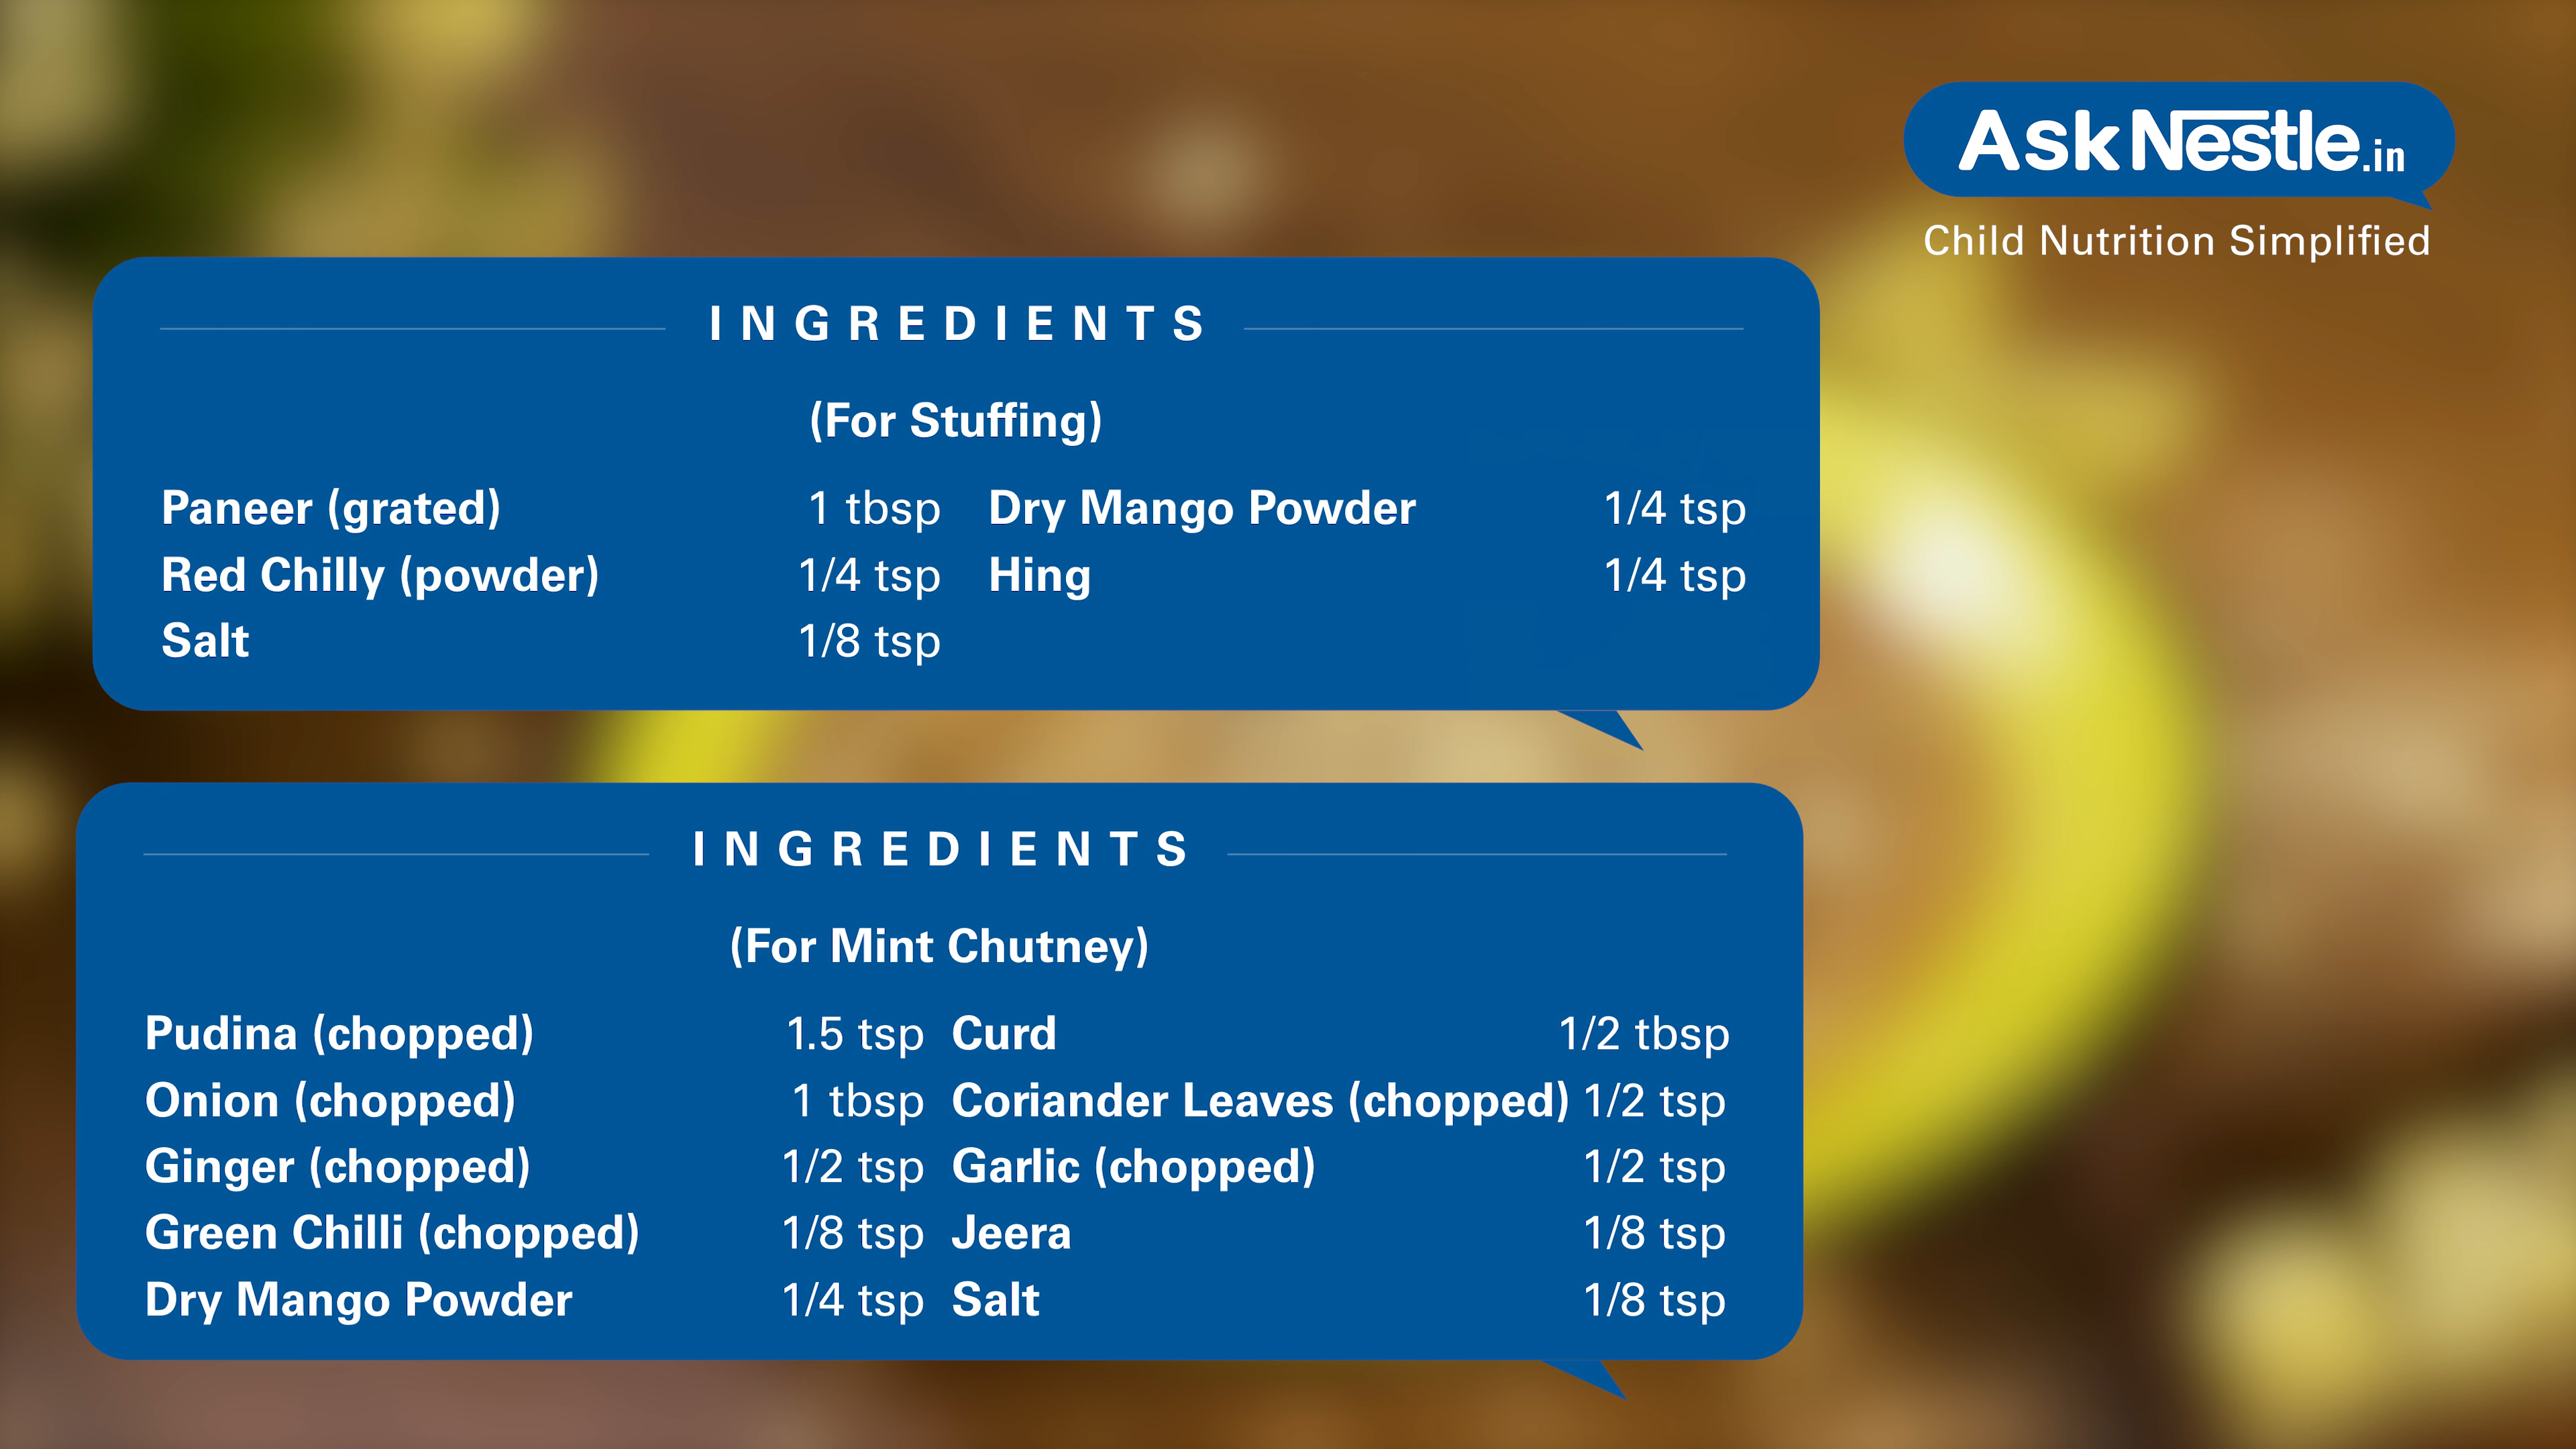 AskNestle.in
Child Nutrition Simplified
INGREDIENTS
(For Stuffing)
Paneer (grated) 1 tbsp Dry Mango Powder 1/4 tsp
Red Chilly (powder) 1/4 tsp Hing 1/4 tsp
Salt 1/8 tsp
INGREDIENTS
(For Mint Chutney)
Pudina (chopped) 1.5 tsp Curd 1/2 tbsp
Onion (chopped) 1 tbsp Coriander Leaves (chopped) 1/2 tsp
Ginger (chopped) 1/2 tsp Garlic (chopped) 1/2 tsp
Green Chilli (chopped) 1/8 tsp Jeera 1/8 tsp
Dry Mango Powder 1/4 tsp Salt 1/8 tsp